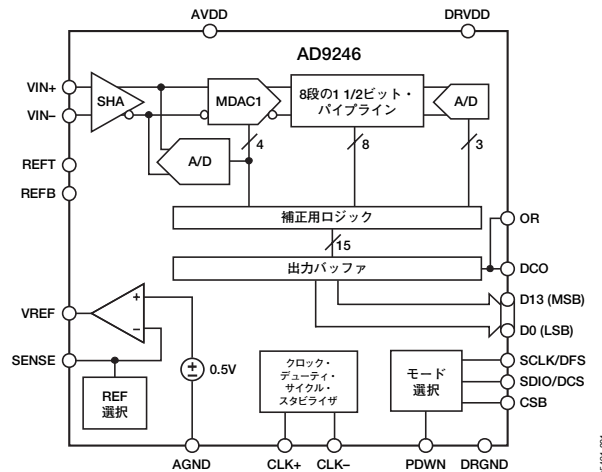 AVDD
DRVDD
AD9246
VIN+
VIN–
SHA
MDAC1
8段の1 1/2ビット・
パイプライン
A/D
A/D
4
8
3
REFT
REFB
補正用ロジック
15
出力バッファ
OR
DCO
D13 (MSB)
D0 (LSB)
VREF
SENSE
+
–
0.5V
REF
選択
クロック・
デューティ・
サイクル・
スタビライザ
モード
選択
SCLK/DFS
SDIO/DCS
CSB
AGND
CLK+
CLK–
PDWN
DRGND